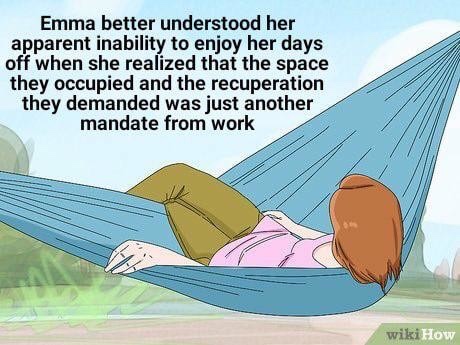 Emma better understood her
apparent inability to enjoy her days
off when she realized that the space
they occupied and the recuperation
they demanded was just another
mandate from work
wikiHow